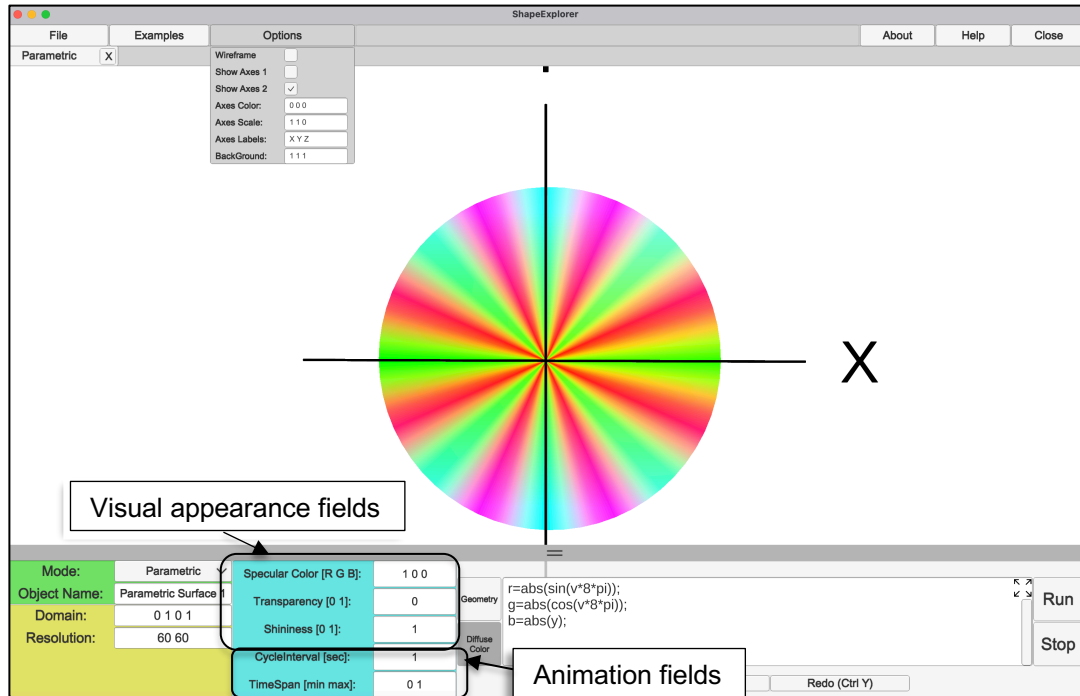 ShapeExplorer
File Examples Options About Help Close
Parametric X
Wireframe
Show Axes 1
Show Axes 2
Axes Color: 0 0 0
Axes Scale: 1 1 0
Axes Labels: X Y Z
BackGround: 1 1 1
X
Visual appearance fields
Mode: Parametric
Object Name: Parametric Surface 1
Domain: 0 1 0 1
Resolution: 60 60
Specular Color [R G B]: 1 0 0
Transparency [0 1]: 0
Shininess [0 1]: 1
CycleInterval [sec]: 1
TimeSpan [min max]: 0 1
Geometry
Diffuse
Color
r=abs(sin(v*8*pi));
g=abs(cos(v*8*pi));
b=abs(y);
Run
Stop
Animation fields
Redo (Ctrl Y)